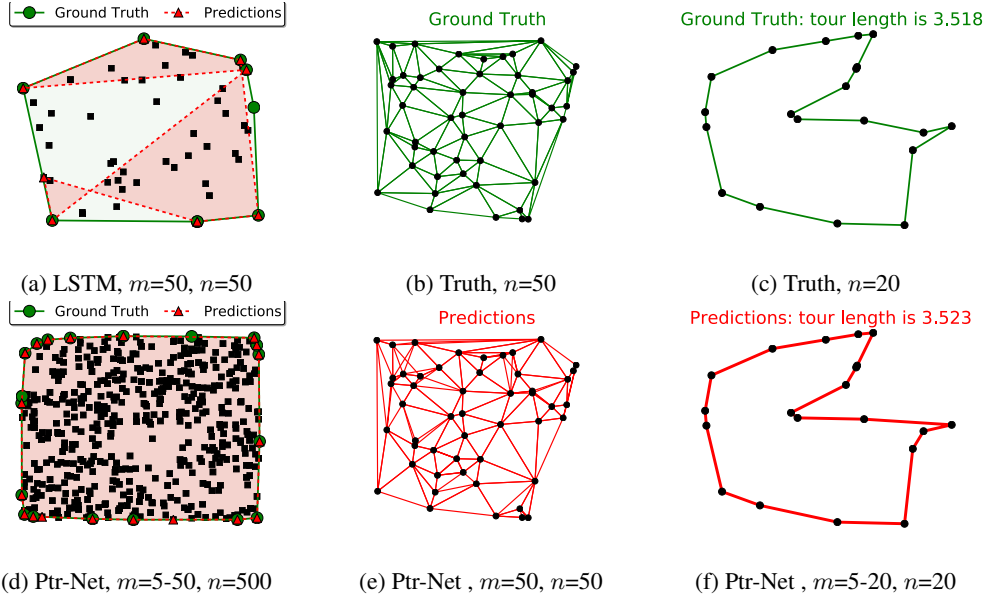 Ground Truth Predictions
Ground Truth
Ground Truth: tour length is 3.518
(a) LSTM, m=50, n=50
(b) Truth, n=50
(c) Truth, n=20
Ground Truth Predictions
Predictions
Predictions: tour length is 3.523
(d) Ptr-Net, m=5-50, n=500
(e) Ptr-Net , m=50, n=50
(f) Ptr-Net , m=5-20, n=20